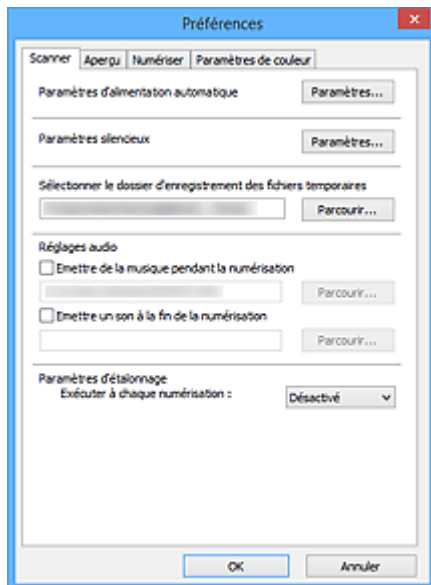 Préférences
Scanner Aperçu Numériser Paramètres de couleur
Paramètres d'alimentation automatique Paramètres...
Paramètres silencieux Paramètres...
Sélectionner le dossier d'enregistrement des fichiers temporaires
Parcourir...
Réglages audio
Emettre de la musique pendant la numérisation
Parcourir...
Emettre un son à la fin de la numérisation
Parcourir...
Paramètres d'étalonnage
Exécuter à chaque numérisation : Désactivé
OK Annuler